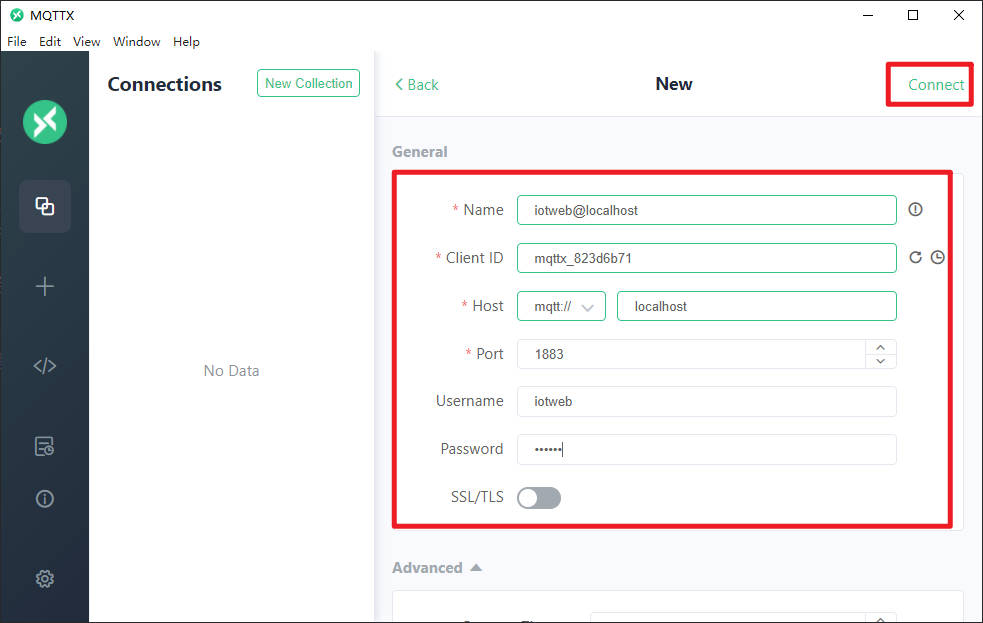 MQTTX
File Edit View Window Help
Connections
New Collection
Back
New
Connect
General
* Name
iotweb@localhost
* Client ID
mqttx_823d6b71
* Host
mqtt://
localhost
* Port
1883
Username
iotweb
Password
••••••
SSL/TLS
No Data
Advanced